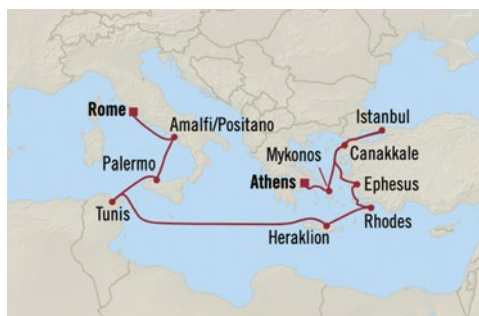 Rome
Amalfi/Positano
Istanbul
Mykonos
Canakkale
Palermo
Athens
Ephesus
Tunis
Rhodes
Heraklion